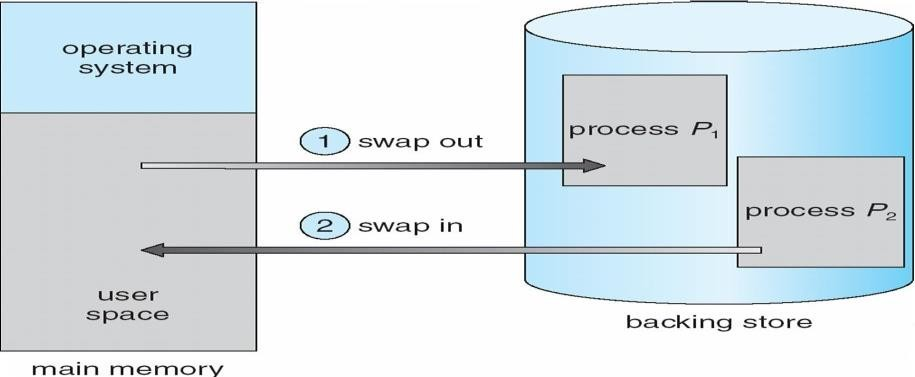 operating
system
1 swap out
process P₁
2 swap in
process P₂
user
space
backing store
main memory